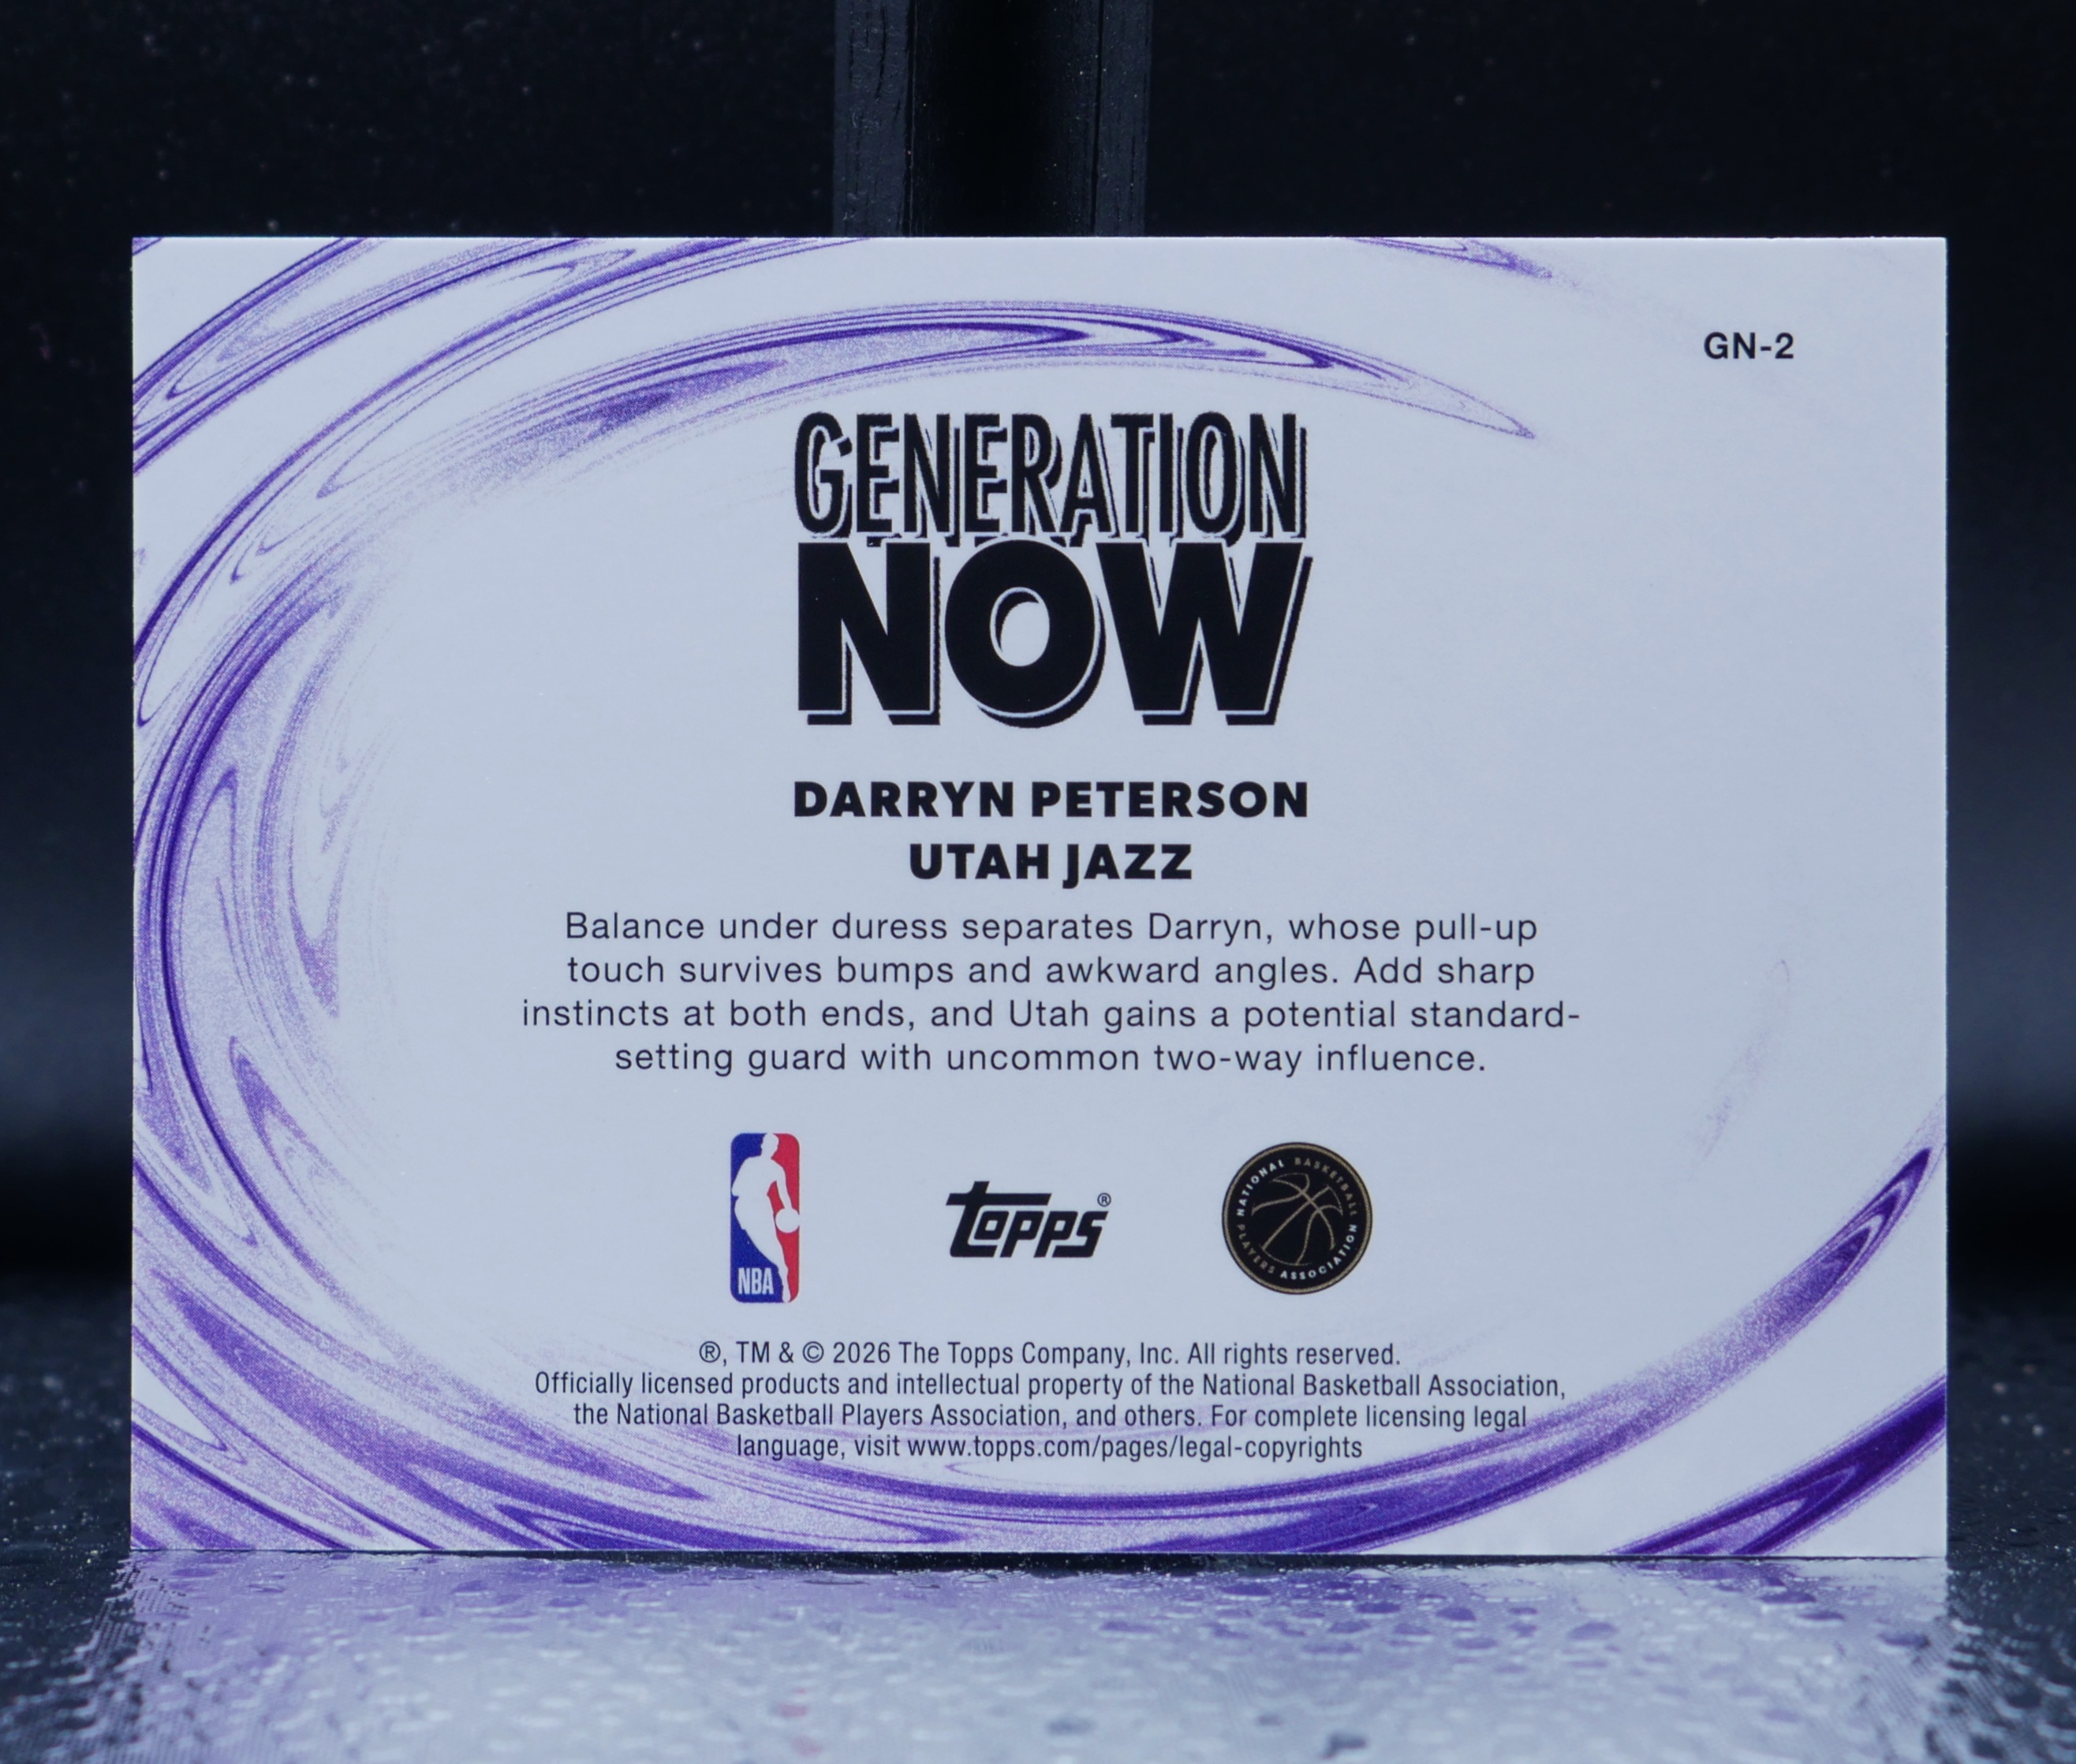 GN-2
GENERATION
NOW
DARRYN PETERSON
UTAH JAZZ
Balance under duress separates Darryn, whose pull-up
touch survives bumps and awkward angles. Add sharp
instincts at both ends, and Utah gains a potential standard-
setting guard with uncommon two-way influence.
NBA
topps®
NATIONAL BASKETBALL PLAYERS ASSOCIATION
®, TM & © 2026 The Topps Company, Inc. All rights reserved.
Officially licensed products and intellectual property of the National Basketball Association,
the National Basketball Players Association, and others. For complete licensing legal
language, visit www.topps.com/pages/legal-copyrights